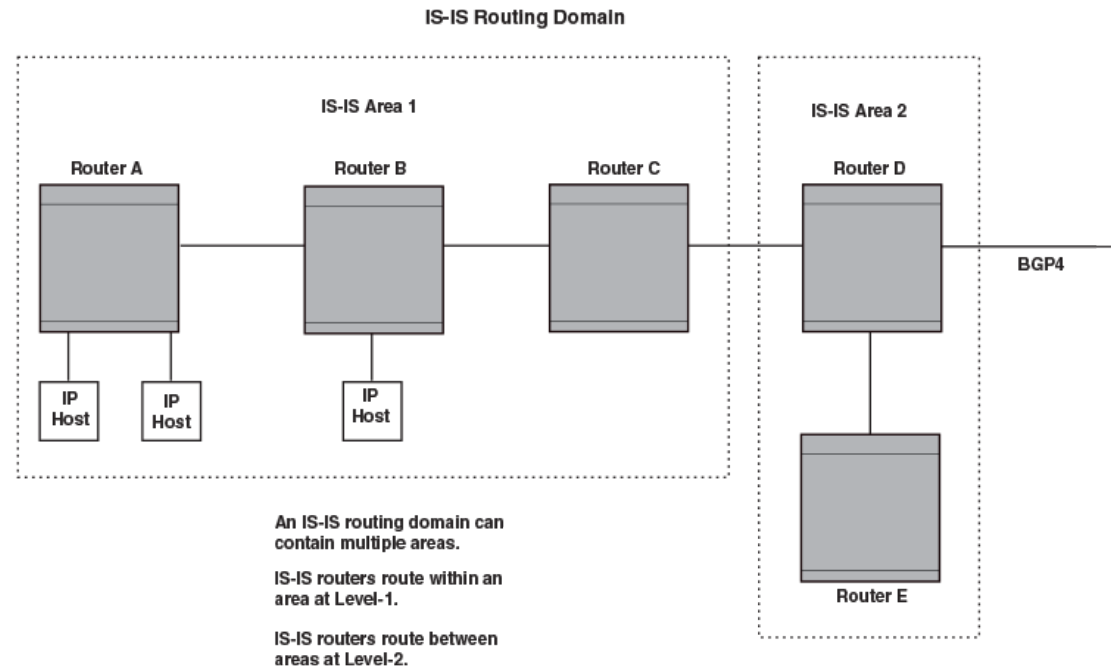 IS-IS Routing Domain
IS-IS Area 1
IS-IS Area 2
Router A
Router B
Router C
Router D
BGP4
IP
Host
IP
Host
IP
Host
Router E
An IS-IS routing domain can
contain multiple areas.
IS-IS routers route within an
area at Level-1.
IS-IS routers route between
areas at Level-2.